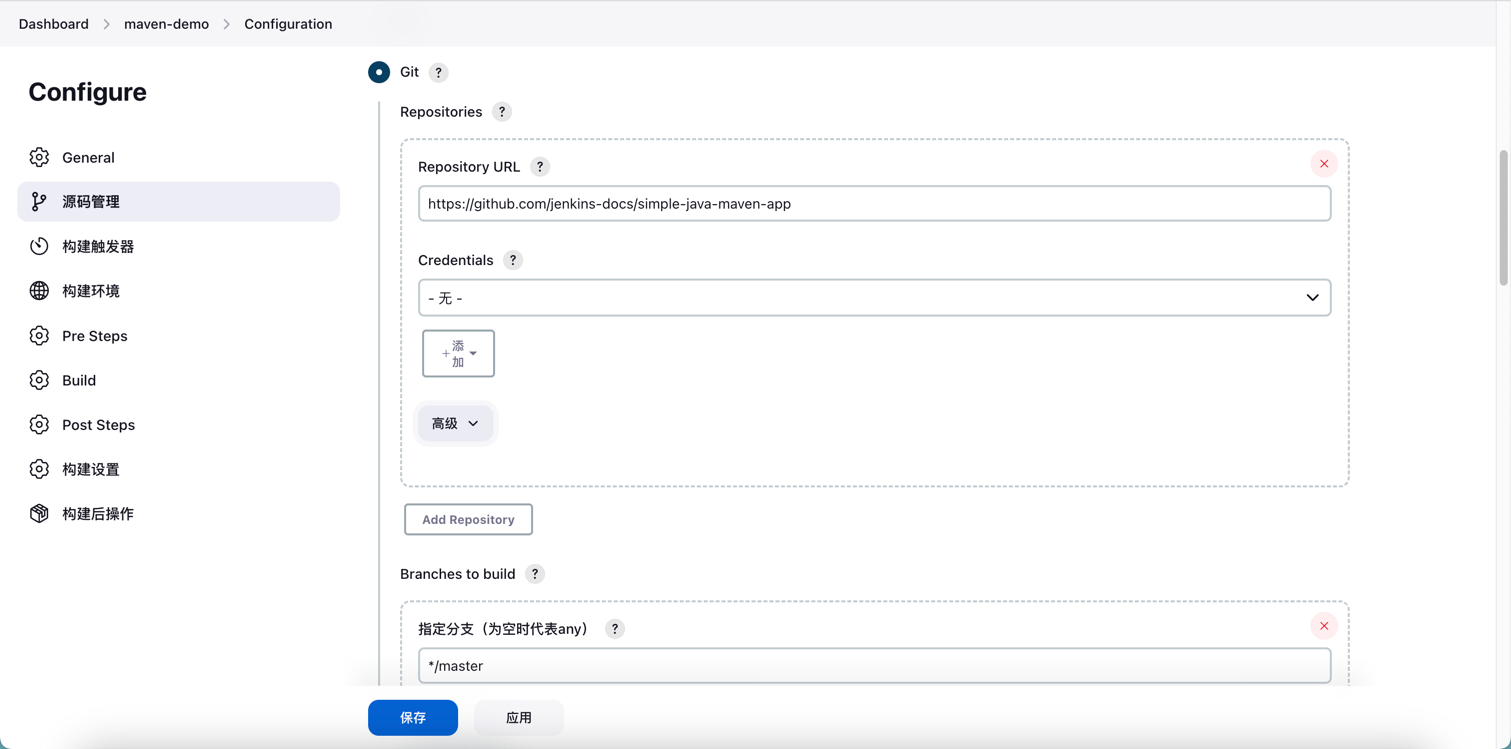 Dashboard > maven-demo > Configuration
Configure
General
源码管理
构建触发器
构建环境
Pre Steps
Build
Post Steps
构建设置
构建后操作
Git ?
Repositories ?
Repository URL ?
https://github.com/jenkins-docs/simple-java-maven-app
Credentials ?
- 无 -
+添
加
高级
Add Repository
Branches to build ?
指定分支（为空时代表any） ?
*/master
保存
应用